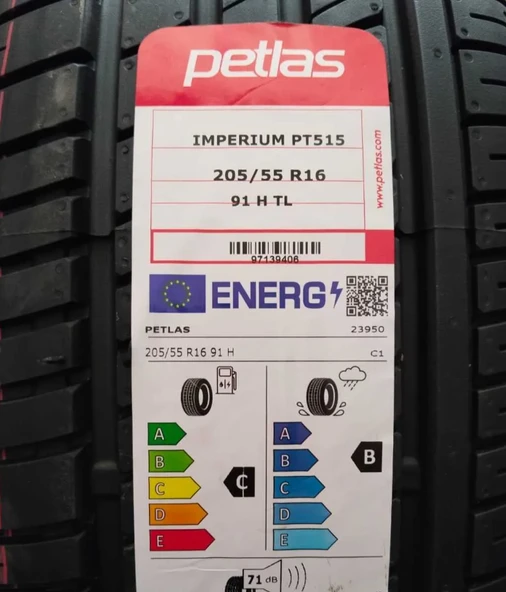 petlas
IMPERIUM PT515
205/55 R16
91 H TL
www.petlas.com
97139406
ENERG
PETLAS 23950
205/55 R16 91 H C1
A A
B B B
C C C
D D
E E
71 dB